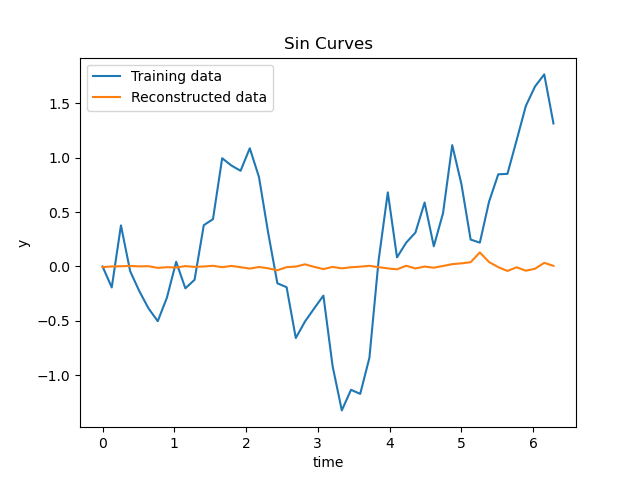 Sin Curves
Training data
Reconstructed data
y
1.5
1.0
0.5
0.0
−0.5
−1.0
0 1 2 3 4 5 6
time